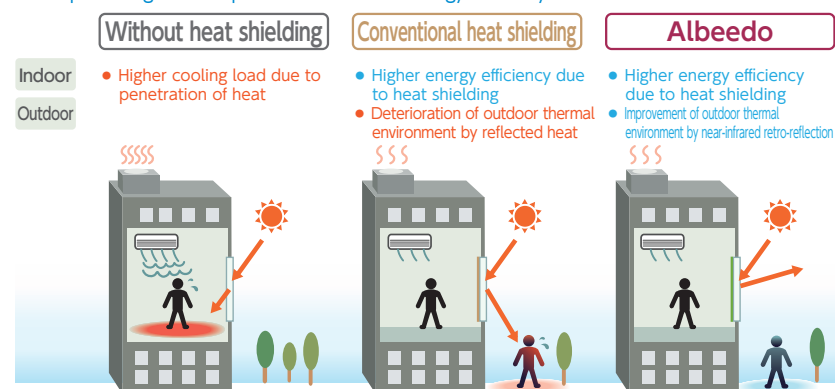 Without heat shielding
Conventional heat shielding
Albeedo
Indoor
Outdoor
● Higher cooling load due to
penetration of heat
● Higher energy efficiency due
to heat shielding
● Deterioration of outdoor thermal
environment by reflected heat
● Higher energy efficiency
due to heat shielding
● Improvement of outdoor thermal
environment by near-infrared retro-reflection